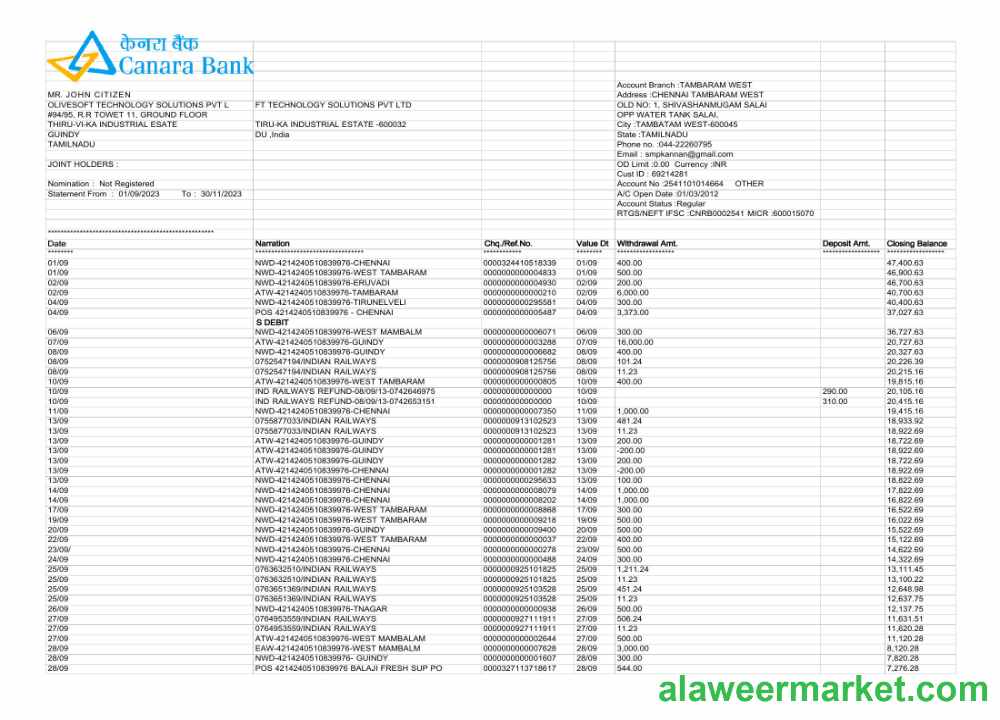 केनरा बैंक
Canara Bank
MR. JOHN CITIZEN
OLIVESOFT TECHNOLOGY SOLUTIONS PVT L FT TECHNOLOGY SOLUTIONS PVT LTD
#94/95, R.R TOWET 11, GROUND FLOOR
THIRU-VI-KA INDUSTRIAL ESATE TIRU-KA INDUSTRIAL ESTATE -600032
GUINDY DU ,India
TAMILNADU
JOINT HOLDERS :
Nomination : Not Registered
Statement From : 01/09/2023 To : 30/11/2023
Account Branch :TAMBARAM WEST
Address :CHENNAI TAMBARAM WEST
OLD NO: 1, SHIVASHANMUGAM SALAI
OPP WATER TANK SALAI,
City :TAMBATAM WEST-600045
State :TAMILNADU
Phone no. :044-22260795
Email : smpkannan@gmail.com
OD Limit :0.00 Currency :INR
Cust ID : 69214281
Account No :2541101014664 OTHER
A/C Open Date :01/03/2012
Account Status :Regular
RTGS/NEFT IFSC :CNRB0002541 MICR :600015070
Date Narration Chq./Ref.No. Value Dt Withdrawal Amt. Deposit Amt. Closing Balance
01/09 NWD-4214240510839976-CHENNAI 0000324410518339 01/09 400.00 47,400.63
01/09 NWD-4214240510839976-WEST TAMBARAM 0000000000004833 01/09 500.00 46,900.63
02/09 NWD-4214240510839976-ERUVADI 0000000000004930 02/09 200.00 46,700.63
02/09 ATW-4214240510839976-TAMBARAM 0000000000000210 02/09 6,000.00 40,700.63
04/09 NWD-4214240510839976-TIRUNELVELI 0000000000295581 04/09 300.00 40,400.63
04/09 POS 4214240510839976 - CHENNAI 0000000000005487 04/09 3,373.00 37,027.63
S DEBIT
06/09 NWD-4214240510839976-WEST MAMBALM 0000000000006071 06/09 300.00 36,727.63
07/09 ATW-4214240510839976-GUINDY 0000000000003288 07/09 16,000.00 20,727.63
08/09 NWD-4214240510839976-GUINDY 0000000000006682 08/09 400.00 20,327.63
08/09 0752547194/INDIAN RAILWAYS 0000000908125756 08/09 101.24 20,226.39
08/09 0752547194/INDIAN RAILWAYS 0000000908125756 08/09 11.23 20,215.16
10/09 ATW-4214240510839976-WEST TAMBARAM 0000000000000805 10/09 400.00 19,815.16
10/09 IND RAILWAYS REFUND-08/09/13-0742646975 0000000000000000 10/09 290.00 20,105.16
10/09 IND RAILWAYS REFUND-08/09/13-0742653151 0000000000000000 10/09 310.00 20,415.16
11/09 NWD-4214240510839976-CHENNAI 0000000000007350 11/09 1,000.00 19,415.16
13/09 0755877033/INDIAN RAILWAYS 0000000913102523 13/09 481.24 18,933.92
13/09 0755877033/INDIAN RAILWAYS 0000000913102523 13/09 11.23 18,922.69
13/09 ATW-4214240510839976-GUINDY 0000000000001281 13/09 200.00 18,722.69
13/09 ATW-4214240510839976-GUINDY 0000000000001281 13/09 -200.00 18,922.69
13/09 ATW-4214240510839976-GUINDY 0000000000001282 13/09 200.00 18,722.69
13/09 ATW-4214240510839976-CHENNAI 0000000000001282 13/09 -200.00 18,922.69
13/09 NWD-4214240510839976-CHENNAI 0000000000295633 13/09 100.00 18,822.69
14/09 NWD-4214240510839976-CHENNAI 0000000000008079 14/09 1,000.00 17,822.69
14/09 NWD-4214240510839976-CHENNAI 0000000000008202 14/09 1,000.00 16,822.69
17/09 NWD-4214240510839976-WEST TAMBARAM 0000000000008868 17/09 300.00 16,522.69
19/09 NWD-4214240510839976-WEST TAMBARAM 0000000000009218 19/09 500.00 16,022.69
20/09 NWD-4214240510839976-GUINDY 0000000000009400 20/09 500.00 15,522.69
22/09 NWD-4214240510839976-WEST TAMBARAM 0000000000000037 22/09 400.00 15,122.69
23/09/ NWD-4214240510839976-CHENNAI 0000000000000278 23/09/ 500.00 14,622.69
24/09 NWD-4214240510839976-CHENNAI 0000000000000488 24/09 300.00 14,322.69
25/09 0763632510/INDIAN RAILWAYS 0000000925101825 25/09 1,211.24 13,111.45
25/09 0763632510/INDIAN RAILWAYS 0000000925101825 25/09 11.23 13,100.22
25/09 0763651369/INDIAN RAILWAYS 0000000925103528 25/09 451.24 12,648.98
25/09 0763651369/INDIAN RAILWAYS 0000000925103528 25/09 11.23 12,637.75
26/09 NWD-4214240510839976-TNAGAR 0000000000000938 26/09 500.00 12,137.75
27/09 0764953559/INDIAN RAILWAYS 0000000927111911 27/09 506.24 11,631.51
27/09 0764953559/INDIAN RAILWAYS 0000000927111911 27/09 11.23 11,620.28
27/09 ATW-4214240510839976-WEST MAMBALAM 0000000000002644 27/09 500.00 11,120.28
28/09 EAW-4214240510839976-WEST MAMBALM 0000000000007628 28/09 3,000.00 8,120.28
28/09 NWD-4214240510839976- GUINDY 0000000000001607 28/09 300.00 7,820.28
28/09 POS 4214240510839976 BALAJI FRESH SUP PO 0000327113718617 28/09 544.00 7,276.28
alaweermarket.com